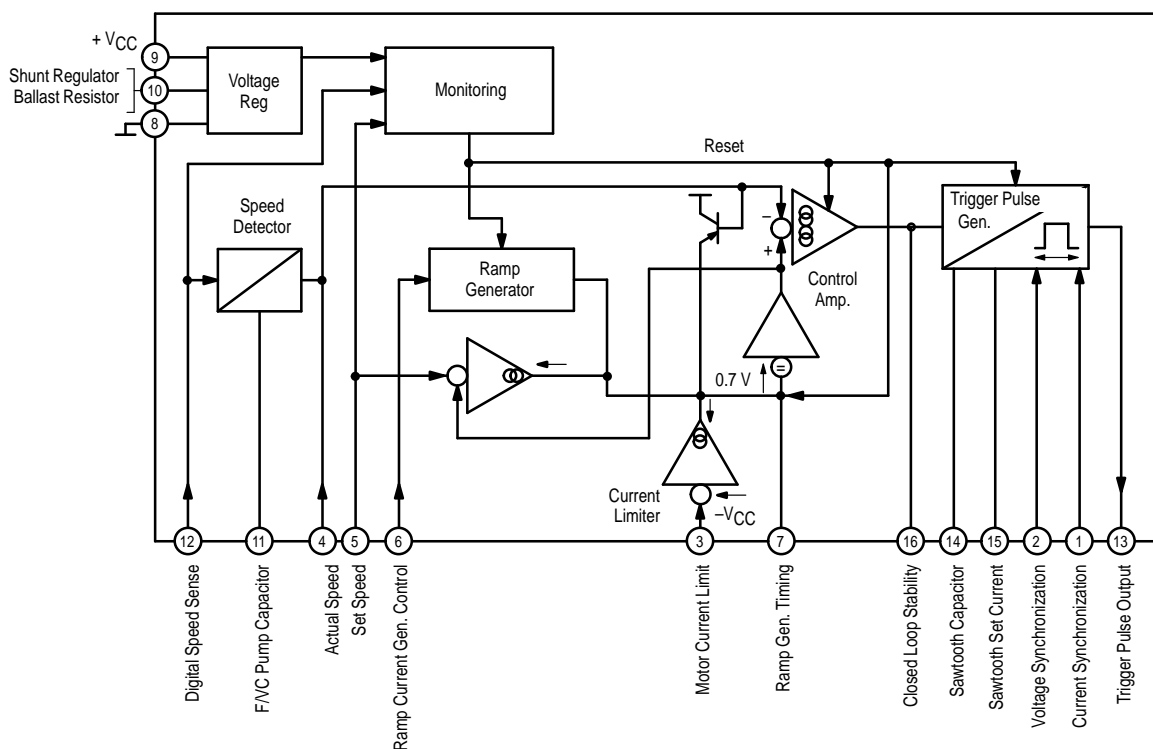 + VCC
9
Shunt Regulator
Ballast Resistor
10
8
Voltage
Reg
Monitoring
Reset
Speed
Detector
Ramp
Generator
−
+
Control
Amp.
Trigger Pulse
Gen.
=
0.7 V
Current
Limiter
–VCC
12
11
4
5
6
3
7
16
14
15
2
1
13
Digital Speed Sense
F/VC Pump Capacitor
Actual Speed
Set Speed
Ramp Current Gen. Control
Motor Current Limit
Ramp Gen. Timing
Closed Loop Stability
Sawtooth Capacitor
Sawtooth Set Current
Voltage Synchronization
Current Synchronization
Trigger Pulse Output